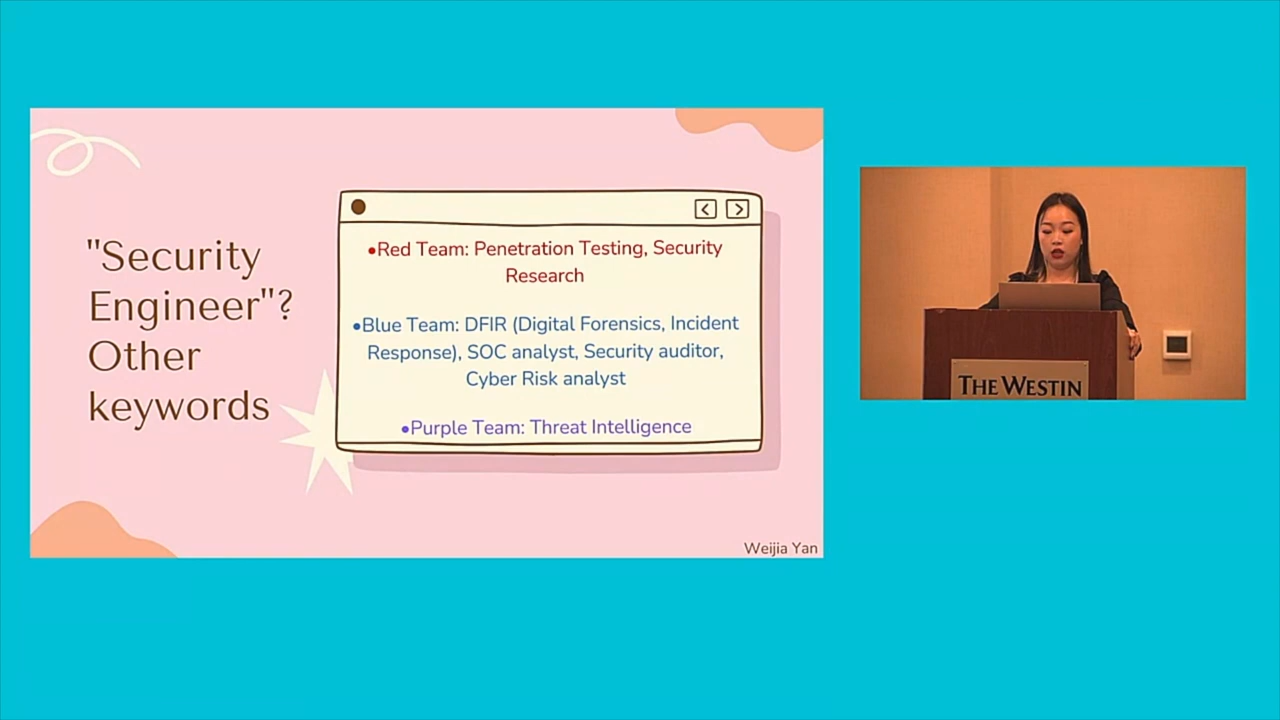 "Security
Engineer"?
Other
keywords
•Red Team: Penetration Testing, Security
Research
•Blue Team: DFIR (Digital Forensics, Incident
Response), SOC analyst, Security auditor,
Cyber Risk analyst
•Purple Team: Threat Intelligence
Weijia Yan
THE WESTIN